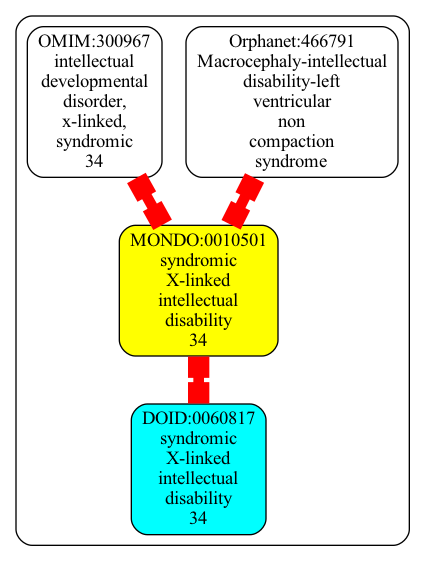 OMIM:300967
intellectual
developmental
disorder,
x-linked,
syndromic
34
Orphanet:466791
Macrocephaly-intellectual
disability-left
ventricular
non
compaction
syndrome
MONDO:0010501
syndromic
X-linked
intellectual
disability
34
DOID:0060817
syndromic
X-linked
intellectual
disability
34